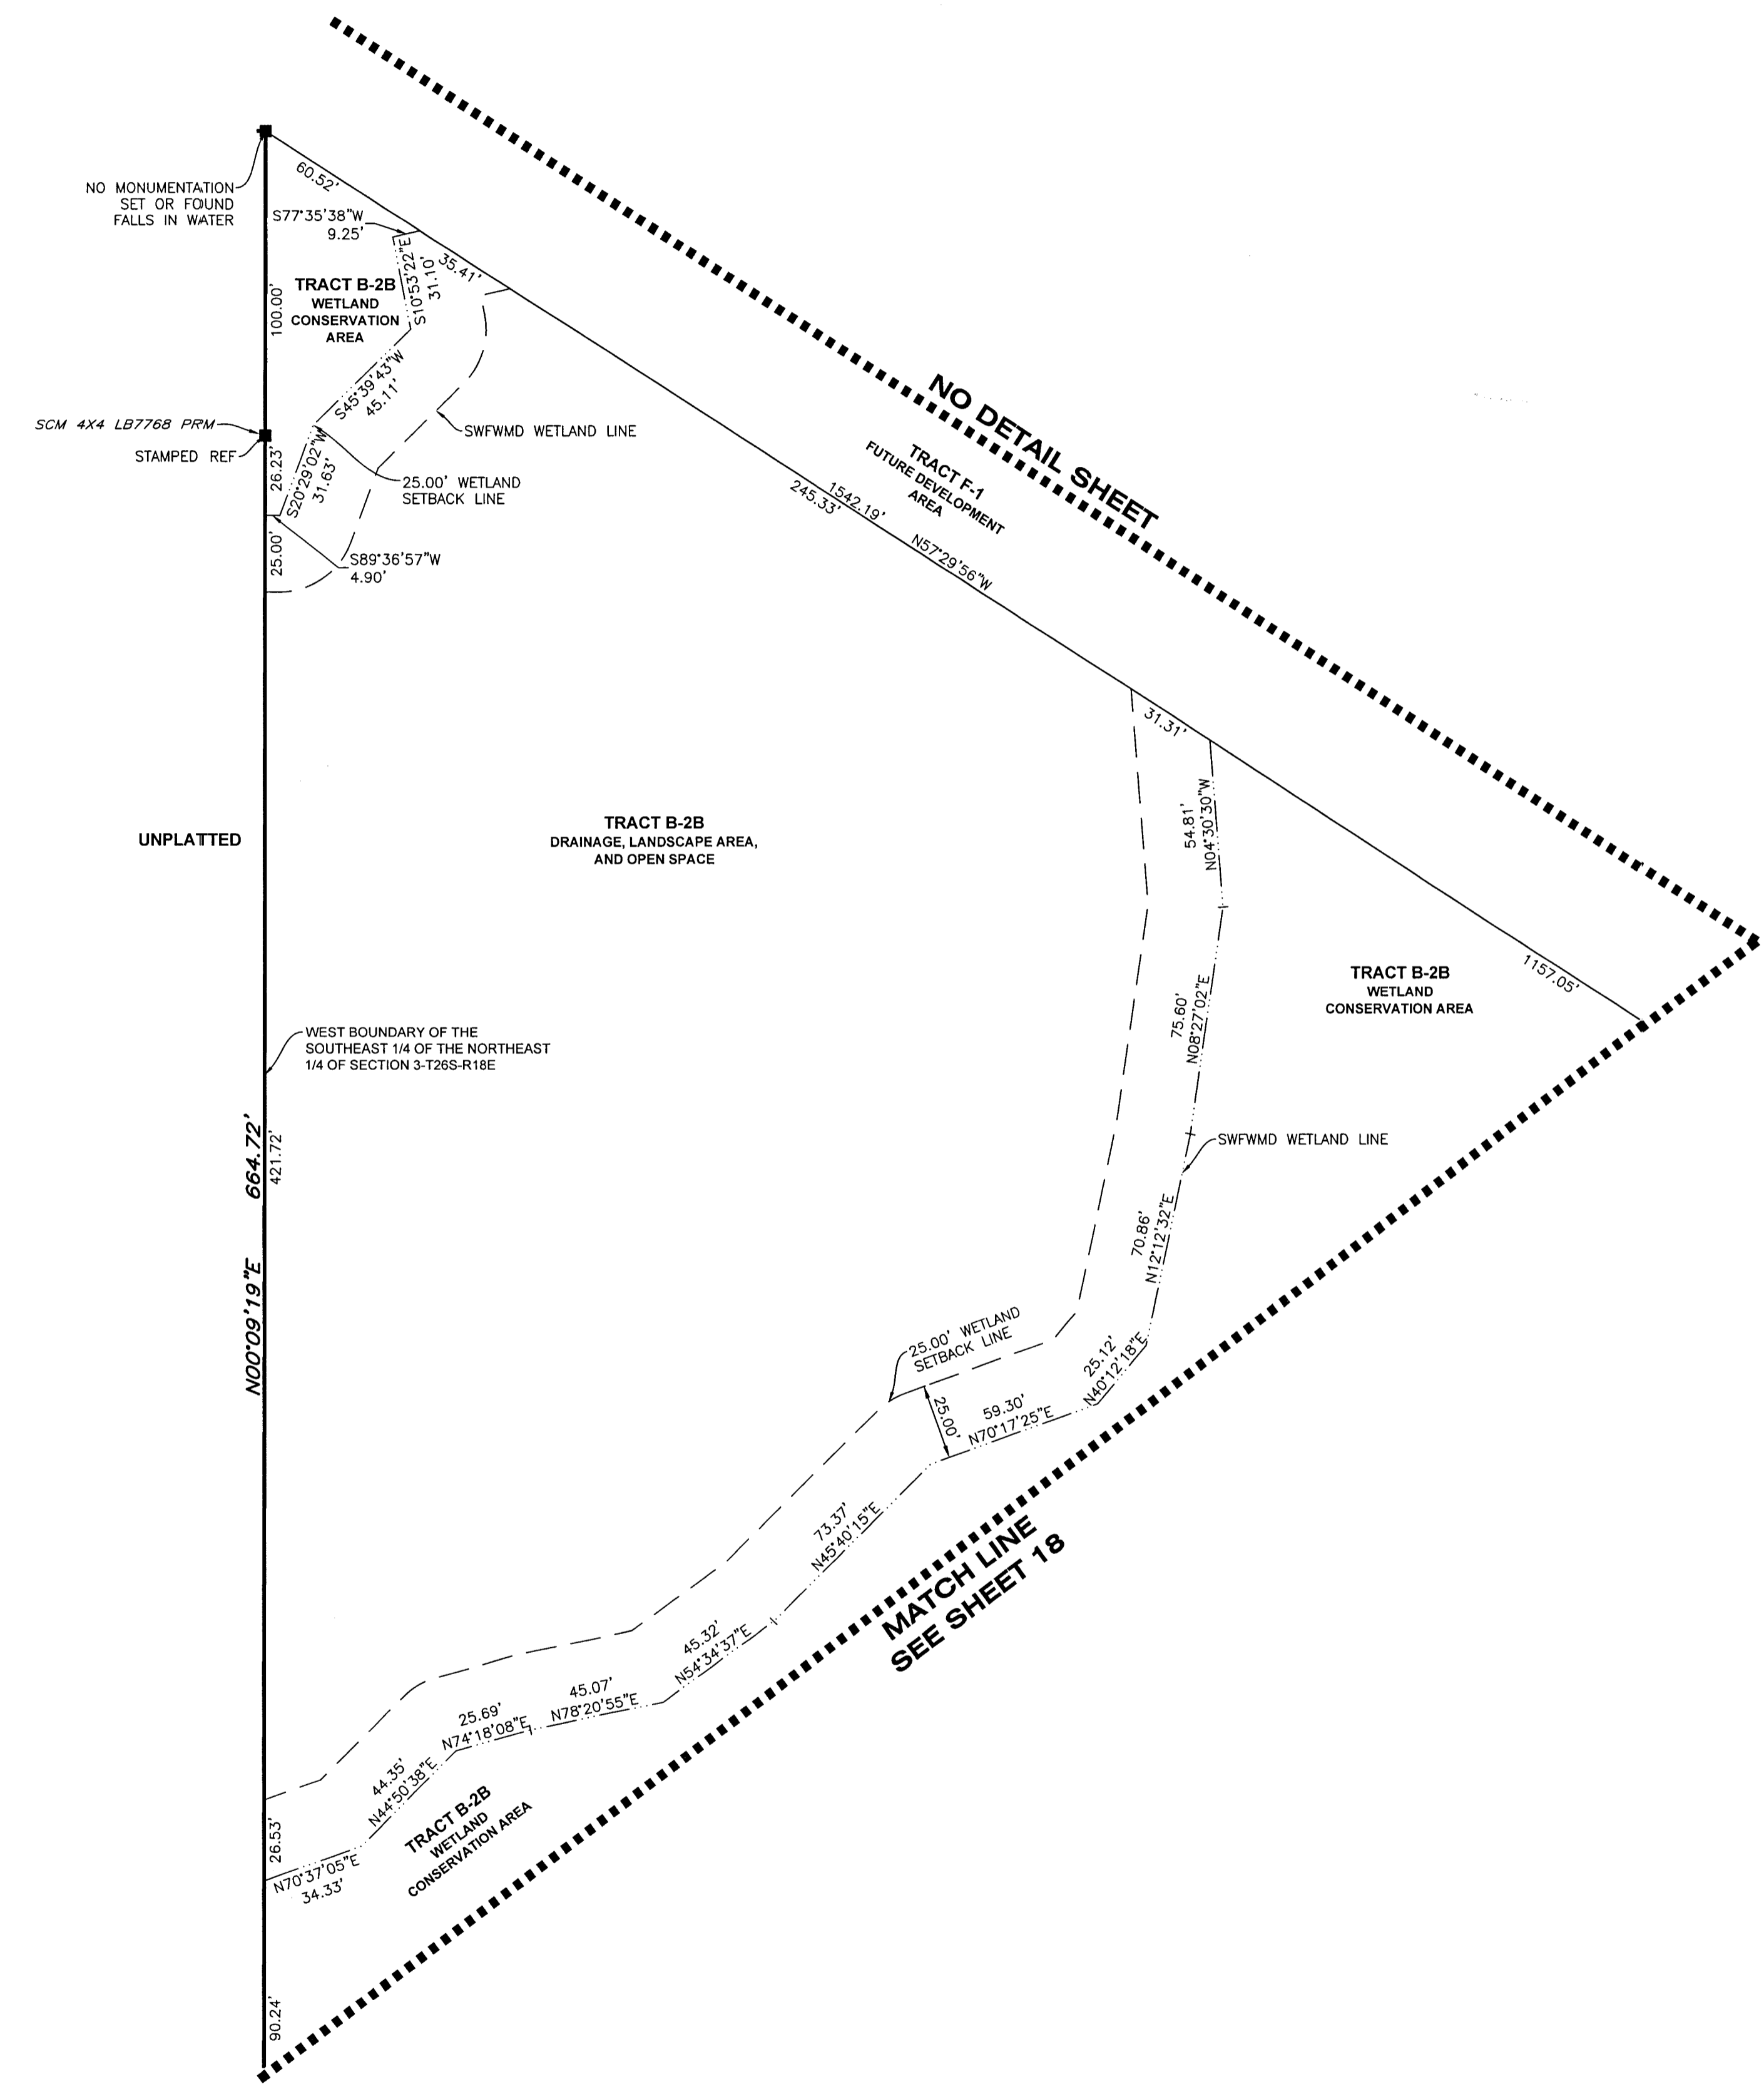 60.52'
NO MONUMENTATION
SET OR FOUND
FALLS IN WATER
S77°35'38"W
9.25'
S10°53'22"E
31.10'
35.41'
TRACT B-2B
WETLAND
CONSERVATION
AREA
100.00'
S45°39'43"W
45.11'
SCM 4X4 LB7768 PRM
STAMPED REF
SWFWMD WETLAND LINE
26.23'
S20°29'02"W
31.63'
25.00' WETLAND
SETBACK LINE
25.00'
S89°36'57"W
4.90'
NO DETAIL SHEET
TRACT F-1
FUTURE DEVELOPMENT
AREA
1542.19'
245.33'
N57°29'56"W
31.31'
54.81'
N04°30'30"W
UNPLATTED
TRACT B-2B
DRAINAGE, LANDSCAPE AREA,
AND OPEN SPACE
1157.05'
TRACT B-2B
WETLAND
CONSERVATION AREA
75.60'
N08°27'02"E
WEST BOUNDARY OF THE
SOUTHEAST 1/4 OF THE NORTHEAST
1/4 OF SECTION 3-T26S-R18E
N00°09'19"E 664.72'
421.72'
SWFWMD WETLAND LINE
70.86'
N12°12'32"E
25.00' WETLAND
SETBACK LINE
25.12'
N40°12'18"E
25.00'
59.30'
N70°17'25"E
73.37'
N45°40'15"E
MATCH LINE
SEE SHEET 18
45.32'
N54°34'37"E
45.07'
N78°20'55"E
25.69'
N74°18'08"E
44.35'
N44°50'38"E
TRACT B-2B
WETLAND
CONSERVATION AREA
26.53'
N70°37'05"E
34.33'
90.24'